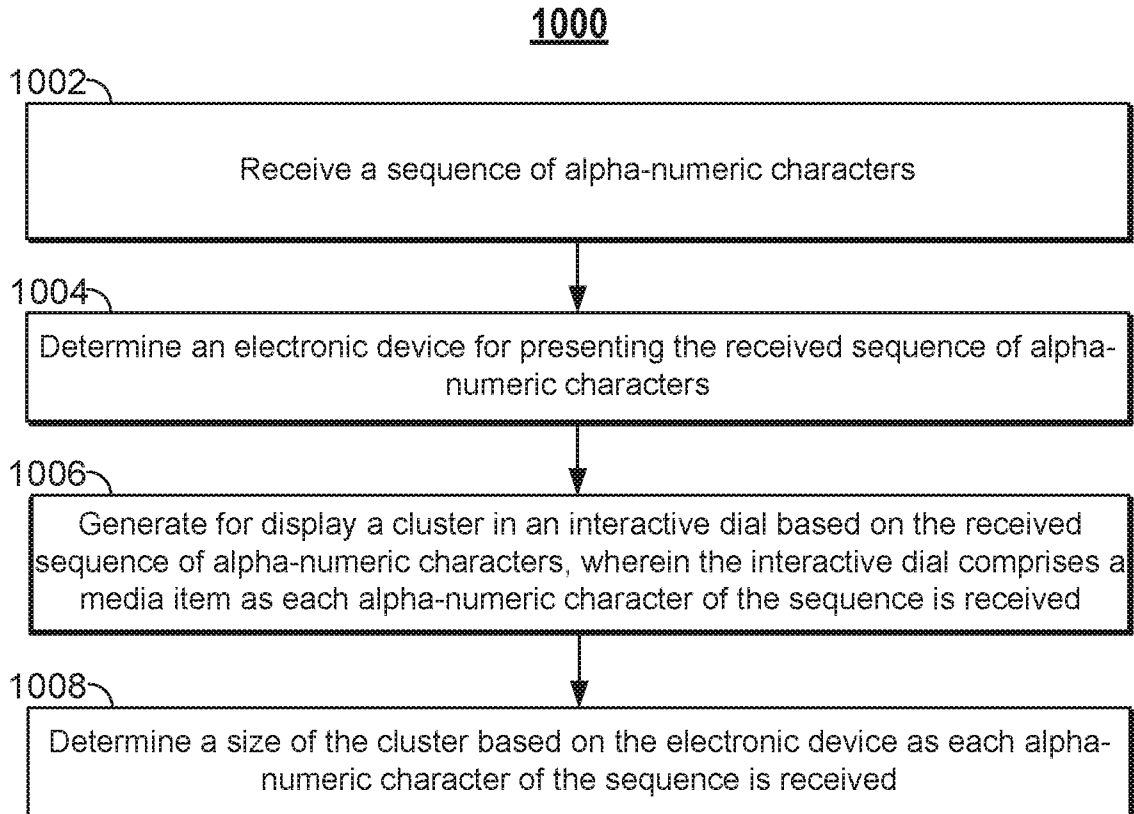 1000
1002
Receive a sequence of alpha-numeric characters
1004
Determine an electronic device for presenting the received sequence of alpha-
numeric characters
1006
Generate for display a cluster in an interactive dial based on the received
sequence of alpha-numeric characters, wherein the interactive dial comprises a
media item as each alpha-numeric character of the sequence is received
1008
Determine a size of the cluster based on the electronic device as each alpha-
numeric character of the sequence is received